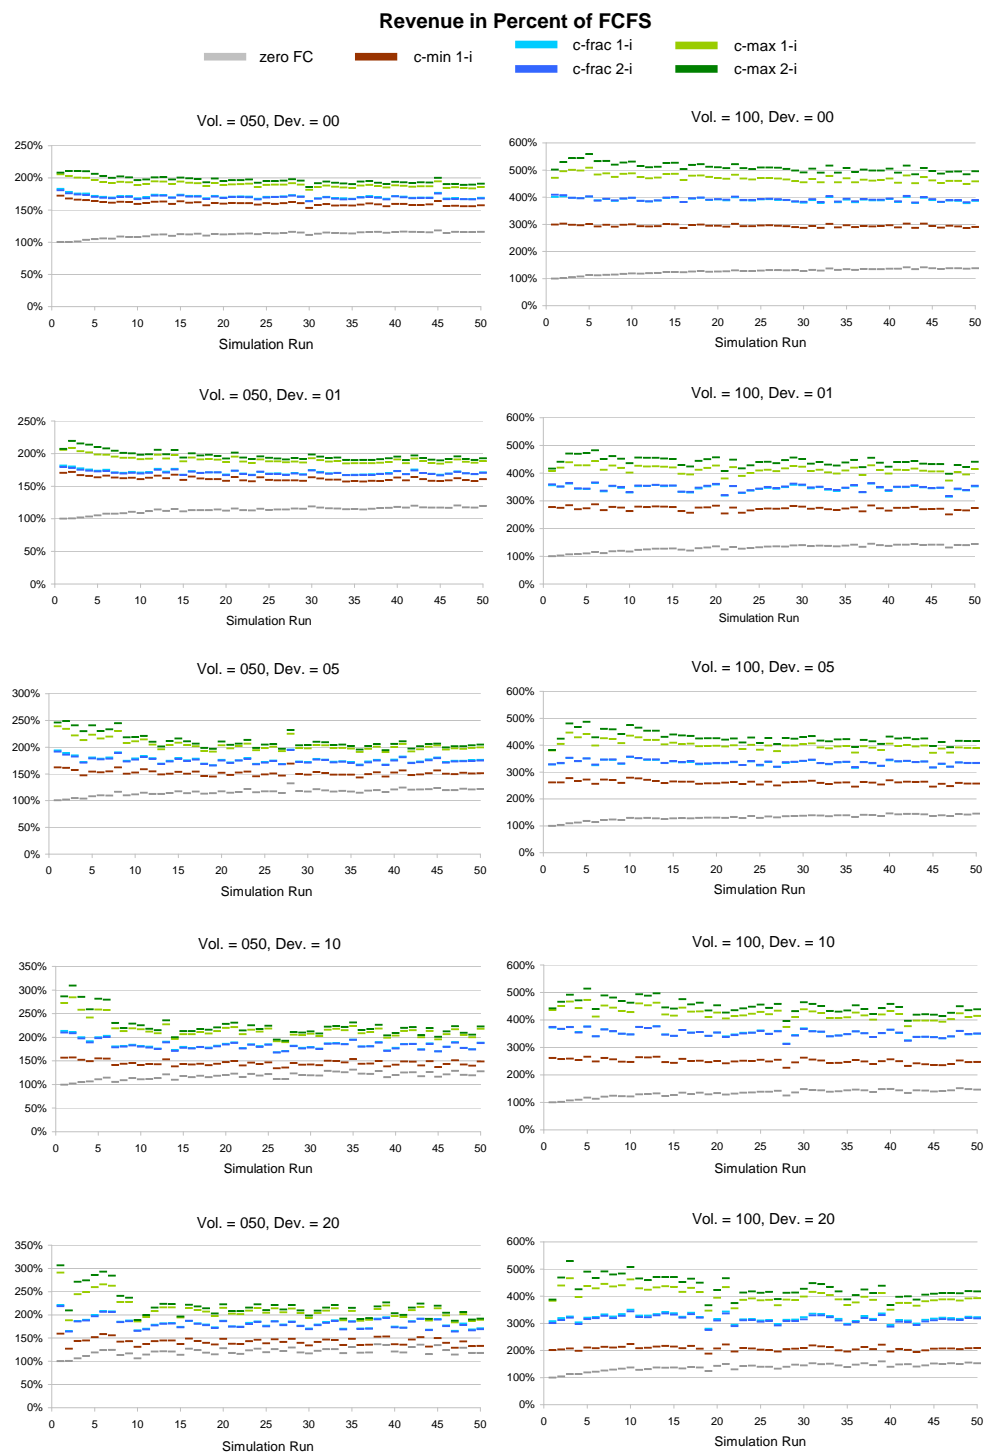 Revenue in Percent of FCFS
zero FC
c-min 1-i
c-frac 1-i
c-max 1-i
c-frac 2-i
c-max 2-i
Vol. = 050, Dev. = 00
250%
200%
150%
100%
50%
0%
0 5 10 15 20 25 30 35 40 45 50
Simulation Run
Vol. = 100, Dev. = 00
600%
500%
400%
300%
200%
100%
0%
0 5 10 15 20 25 30 35 40 45 50
Simulation Run
Vol. = 050, Dev. = 01
250%
200%
150%
100%
50%
0%
0 5 10 15 20 25 30 35 40 45 50
Simulation Run
Vol. = 100, Dev. = 01
600%
500%
400%
300%
200%
100%
0%
0 5 10 15 20 25 30 35 40 45 50
Simulation Run
Vol. = 050, Dev. = 05
300%
250%
200%
150%
100%
50%
0%
0 5 10 15 20 25 30 35 40 45 50
Simulation Run
Vol. = 100, Dev. = 05
600%
500%
400%
300%
200%
100%
0%
0 5 10 15 20 25 30 35 40 45 50
Simulation Run
Vol. = 050, Dev. = 10
350%
300%
250%
200%
150%
100%
50%
0%
0 5 10 15 20 25 30 35 40 45 50
Simulation Run
Vol. = 100, Dev. = 10
600%
500%
400%
300%
200%
100%
0%
0 5 10 15 20 25 30 35 40 45 50
Simulation Run
Vol. = 050, Dev. = 20
350%
300%
250%
200%
150%
100%
50%
0%
0 5 10 15 20 25 30 35 40 45 50
Simulation Run
Vol. = 100, Dev. = 20
600%
500%
400%
300%
200%
100%
0%
0 5 10 15 20 25 30 35 40 45 50
Simulation Run